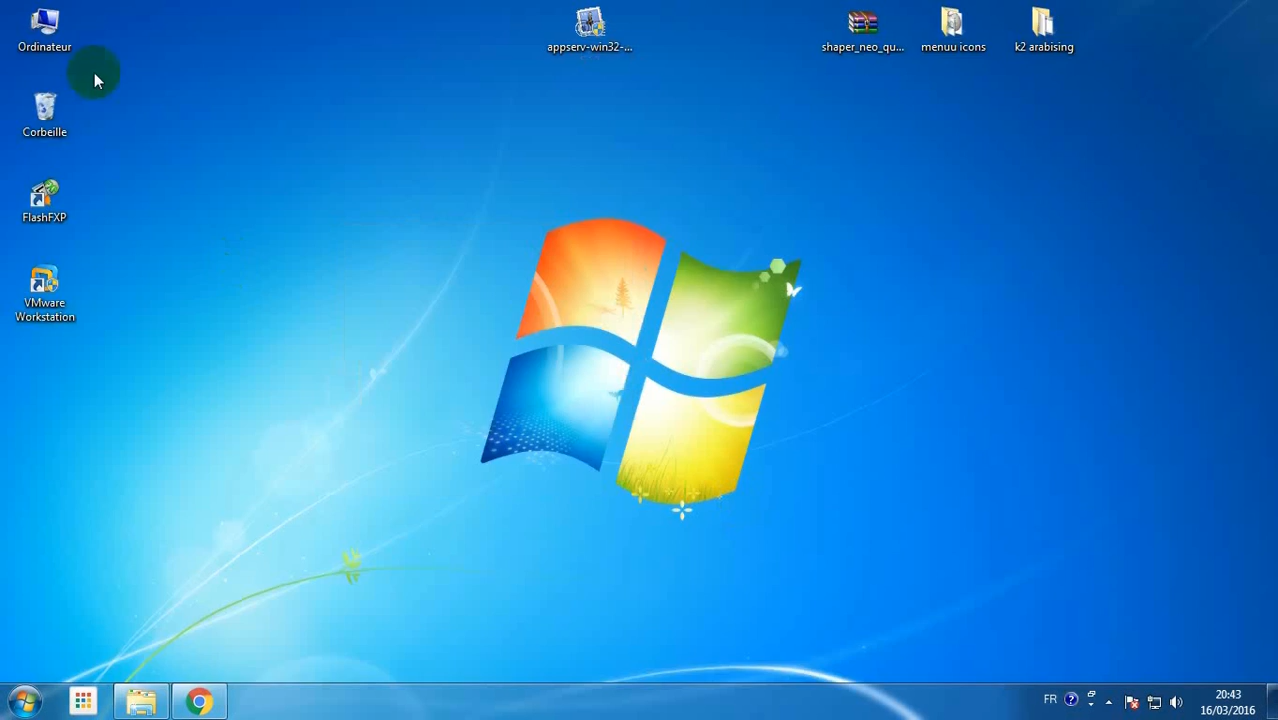 Ordinateur
appserv-win32-...
shaper_neo_qu...
menuu icons
k2 arabising
Corbeille
FlashFXP
VMware
Workstation
FR
20:43
16/03/2016